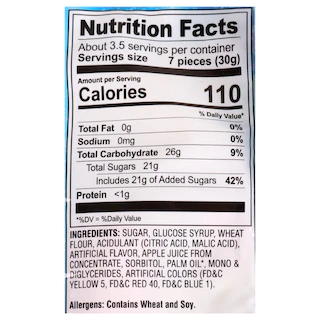 Nutrition Facts
About 3.5 servings per container
Servings size 7 pieces (30g)
Amount per Serving
Calories 110
% Daily Value*
Total Fat 0g 0%
Sodium 0mg 0%
Total Carbohydrate 26g 9%
Total Sugars 21g
Includes 21g of Added Sugars 42%
Protein <1g
*%DV = %Daily Value
INGREDIENTS: SUGAR, GLUCOSE SYRUP, WHEAT
FLOUR, ACIDULANT (CITRIC ACID, MALIC ACID),
ARTIFICIAL FLAVOR, APPLE JUICE FROM
CONCENTRATE, SORBITOL, PALM OIL*, MONO &
DIGLYCERIDES, ARTIFICIAL COLORS (FD&C
YELLOW 5, FD&C RED 40, FD&C BLUE 1).
Allergens: Contains Wheat and Soy.